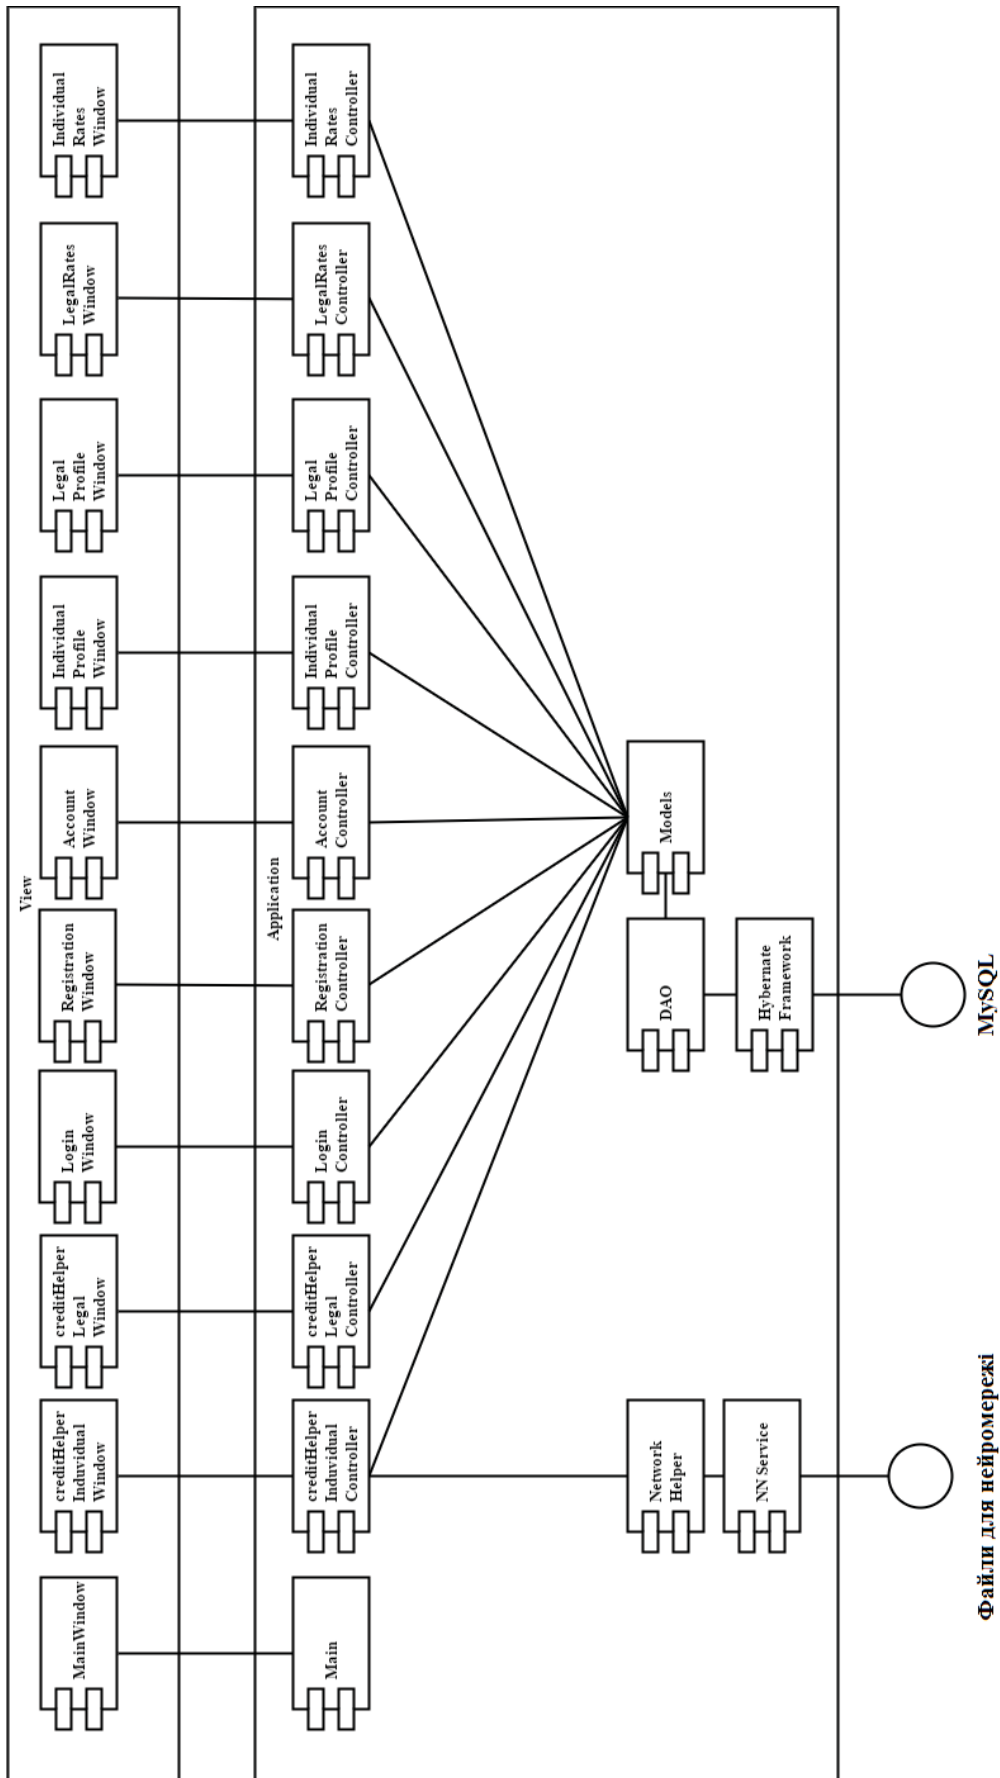 View
MainWindow
creditHelper
Induvidual
Window
creditHelper
Legal
Window
Login
Window
Registration
Window
Account
Window
Individual
Profile
Window
Legal
Profile
Window
LegalRates
Window
Individual
Rates
Window
Application
Main
creditHelper
Induvidual
Controller
creditHelper
Legal
Controller
Login
Controller
Registration
Controller
Account
Controller
Individual
Profile
Controller
Legal
Profile
Controller
LegalRates
Controller
Individual
Rates
Controller
Network
Helper
DAO
Models
NN Service
Hybernate
Framework
Файли для нейромережі
MySQL